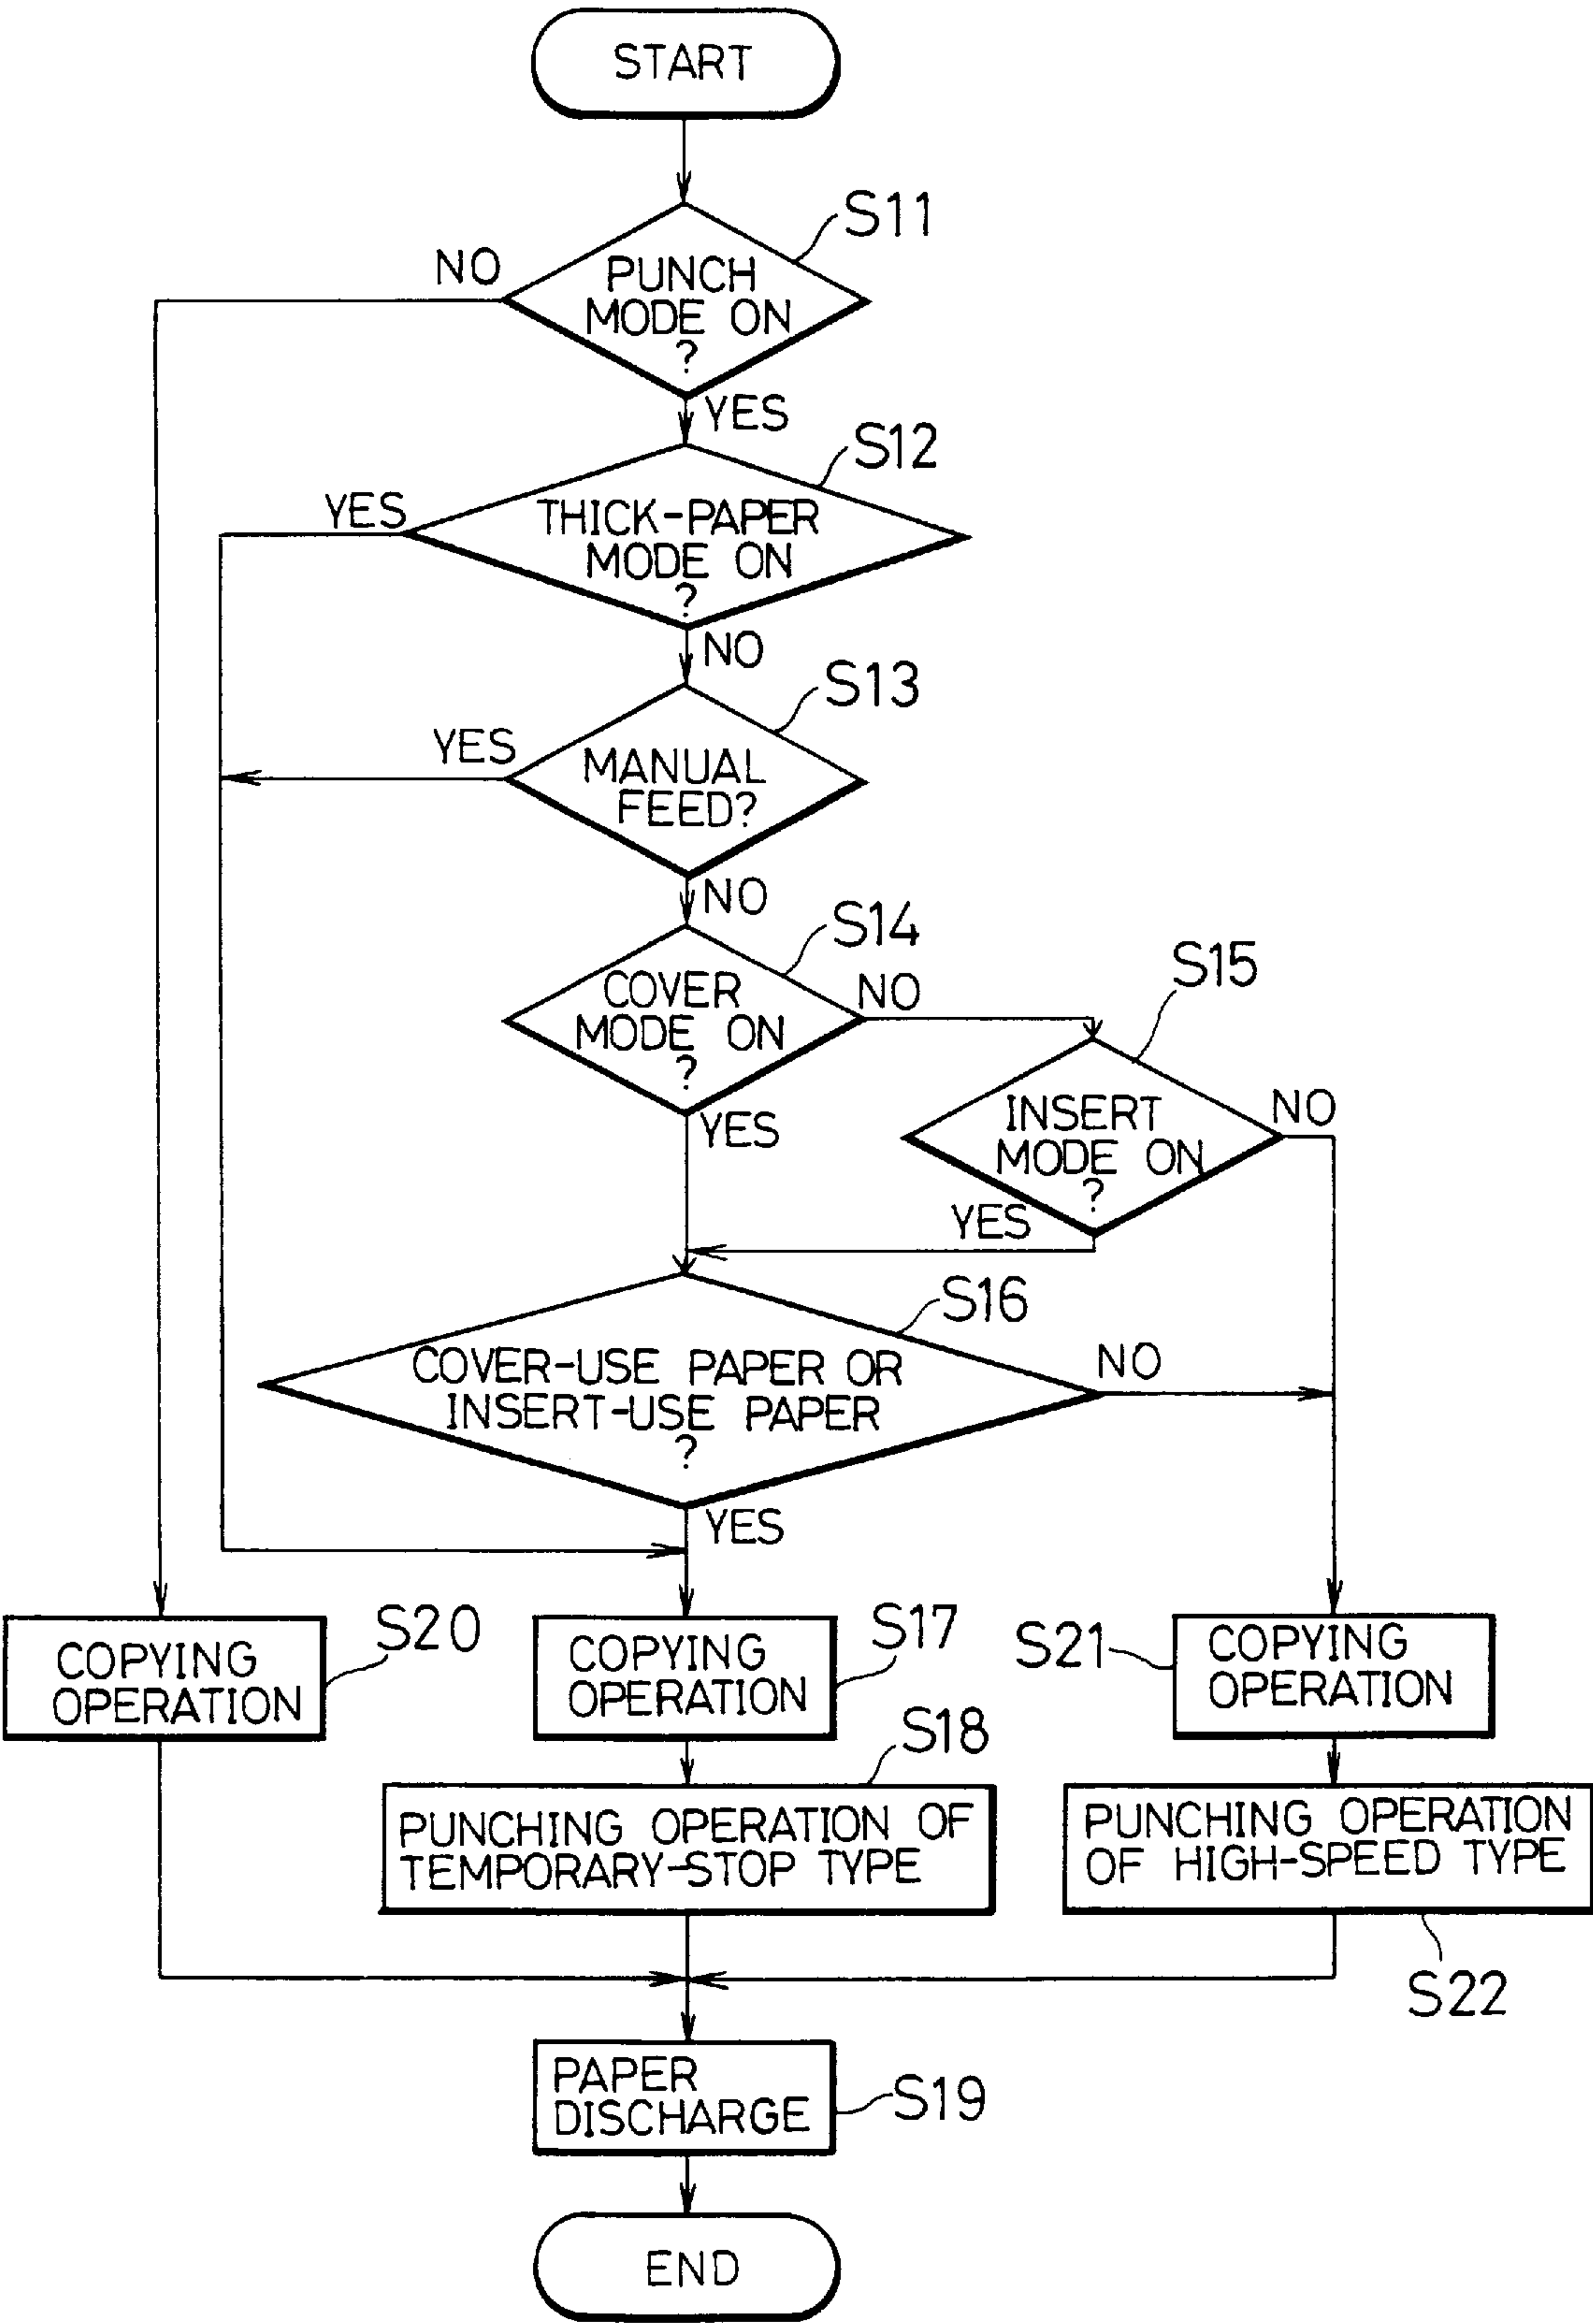 START
S11
NO
PUNCH
MODE ON
?
YES
S12
YES
THICK-PAPER
MODE ON
?
NO
S13
YES
MANUAL
FEED?
NO
S14
COVER
MODE ON
?
NO
S15
YES
INSERT
MODE ON
?
NO
YES
S16
COVER-USE PAPER OR
INSERT-USE PAPER
?
NO
YES
COPYING
OPERATION
S20
COPYING
OPERATION
S17
S21
COPYING
OPERATION
S18
PUNCHING OPERATION OF
TEMPORARY-STOP TYPE
PUNCHING OPERATION
OF HIGH-SPEED TYPE
S22
PAPER
DISCHARGE
S19
END